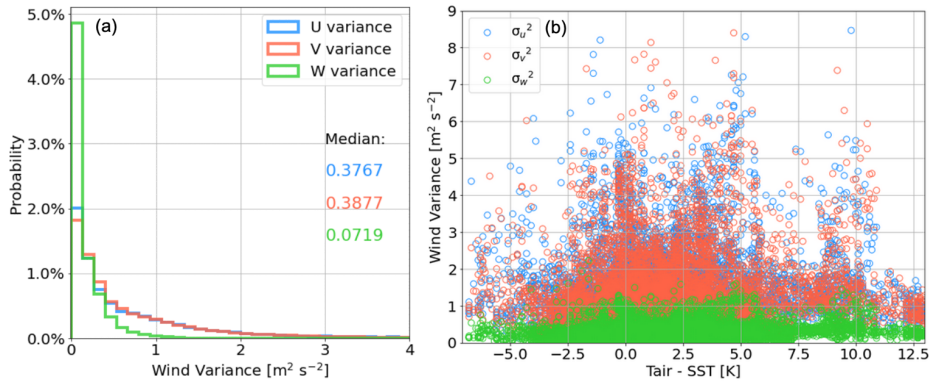 (a)
U variance
V variance
W variance
Median:
0.3767
0.3877
0.0719
5.0%
4.0%
3.0%
2.0%
1.0%
0.0%
Probability
0
1
2
3
4
Wind Variance [m² s⁻²]
(b)
σᵤ²
σᵥ²
σ_w²
9
8
7
6
5
4
3
2
1
0
Wind Variance [m² s⁻²]
−5.0
−2.5
0.0
2.5
5.0
7.5
10.0
12.5
Tair - SST [K]